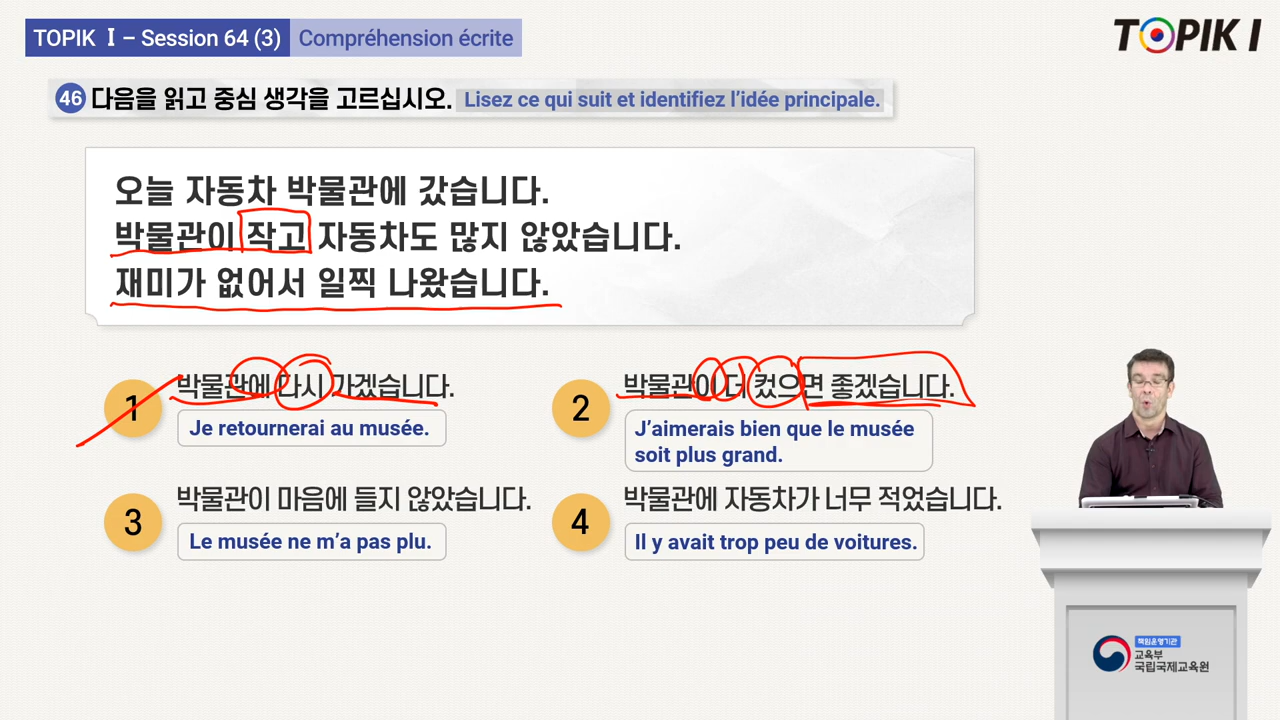 TOPIK Ⅰ – Session 64 (3) Compréhension écrite
TOPIK I
46 다음을 읽고 중심 생각을 고르십시오. Lisez ce qui suit et identifiez l'idée principale.
오늘 자동차 박물관에 갔습니다.
박물관이 작고 자동차도 많지 않았습니다.
재미가 없어서 일찍 나왔습니다.
1 박물관에 다시 가겠습니다.
Je retournerai au musée.
2 박물관이 더 컸으면 좋겠습니다.
J'aimerais bien que le musée
soit plus grand.
3 박물관이 마음에 들지 않았습니다.
Le musée ne m'a pas plu.
4 박물관에 자동차가 너무 적었습니다.
Il y avait trop peu de voitures.
책임운영기관
교육부
국립국제교육원